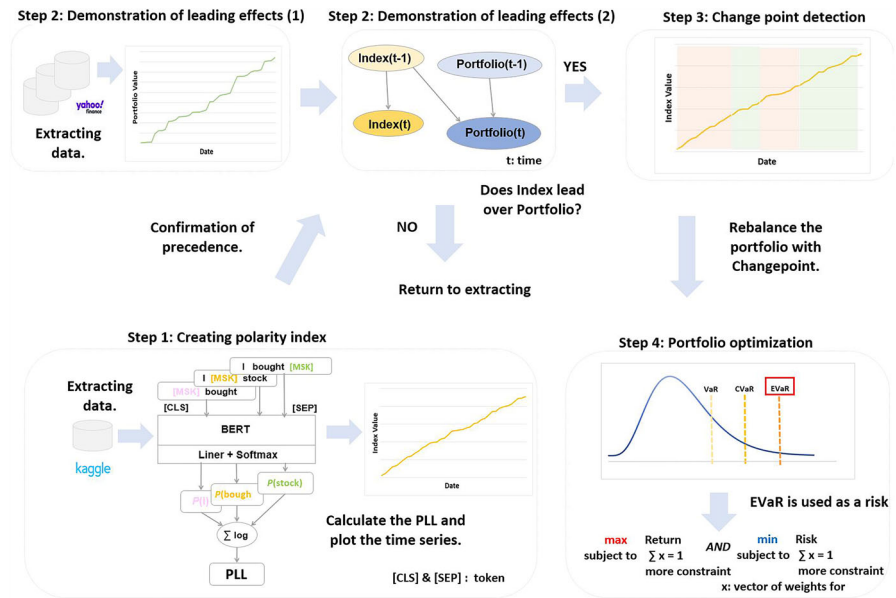 Step 2: Demonstration of leading effects (1)
yahoo!
finance
Extracting
data.
Portfolio Value
Date
Step 2: Demonstration of leading effects (2)
Index(t-1)
Portfolio(t-1)
Index(t)
Portfolio(t)
t: time
YES
Step 3: Change point detection
Index Value
Date
Does Index lead
over Portfolio?
Confirmation of
precedence.
NO
Return to extracting
Rebalance the
portfolio with
Changepoint.
Step 1: Creating polarity index
Extracting
data.
kaggle
I bought [MSK]
I [MSK] stock
[MSK] bought
[CLS]
[SEP]
BERT
Liner + Softmax
P(I)
P(bough
P(stock)
∑ log
PLL
Index Value
Date
Calculate the PLL and
plot the time series.
[CLS] & [SEP] : token
Step 4: Portfolio optimization
VaR
CVaR
EVaR
EVaR is used as a risk
max Return AND min Risk
subject to ∑ x = 1 subject to ∑ x = 1
more constraint more constraint
x: vector of weights for